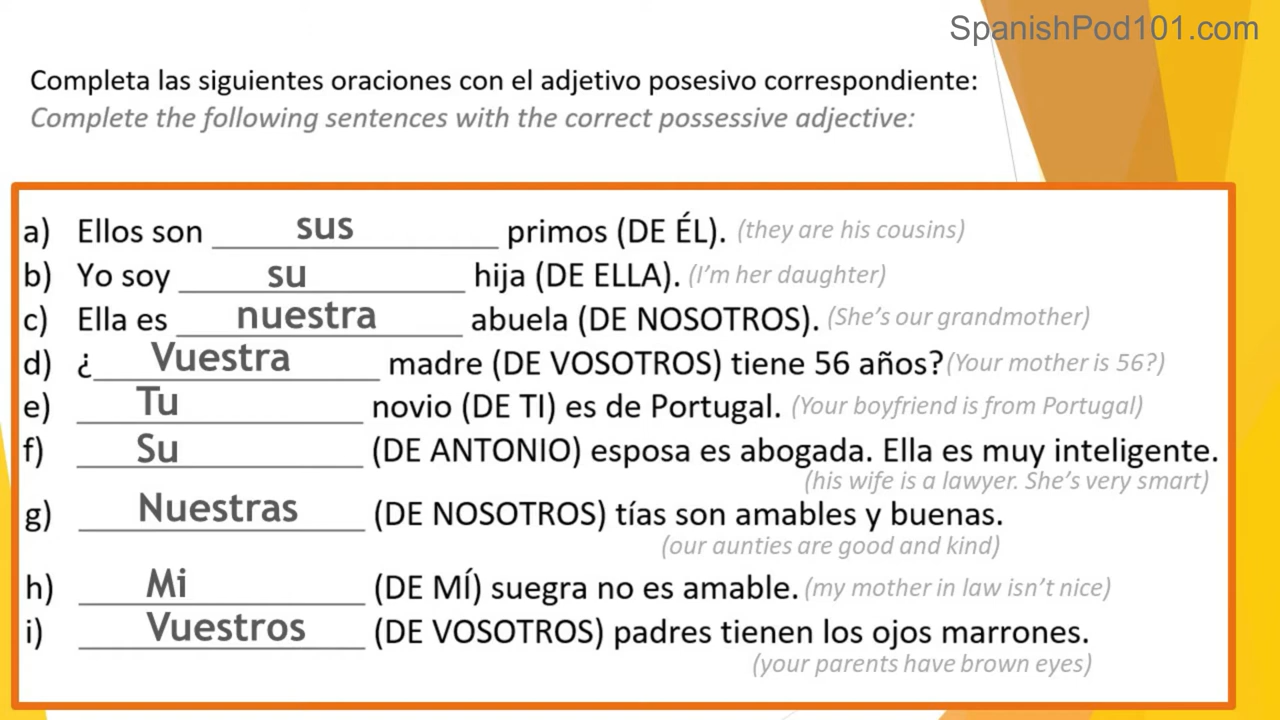 SpanishPod101.com
Completa las siguientes oraciones con el adjetivo posesivo correspondiente:
Complete the following sentences with the correct possessive adjective:
a) Ellos son sus primos (DE ÉL). (they are his cousins)
b) Yo soy su hija (DE ELLA). (I'm her daughter)
c) Ella es nuestra abuela (DE NOSOTROS). (She's our grandmother)
d) ¿Vuestra madre (DE VOSOTROS) tiene 56 años? (Your mother is 56?)
e) Tu novio (DE TI) es de Portugal. (Your boyfriend is from Portugal)
f) Su (DE ANTONIO) esposa es abogada. Ella es muy inteligente.
(his wife is a lawyer. She's very smart)
g) Nuestras (DE NOSOTROS) tías son amables y buenas.
(our aunties are good and kind)
h) Mi (DE MÍ) suegra no es amable. (my mother in law isn't nice)
i) Vuestros (DE VOSOTROS) padres tienen los ojos marrones.
(your parents have brown eyes)